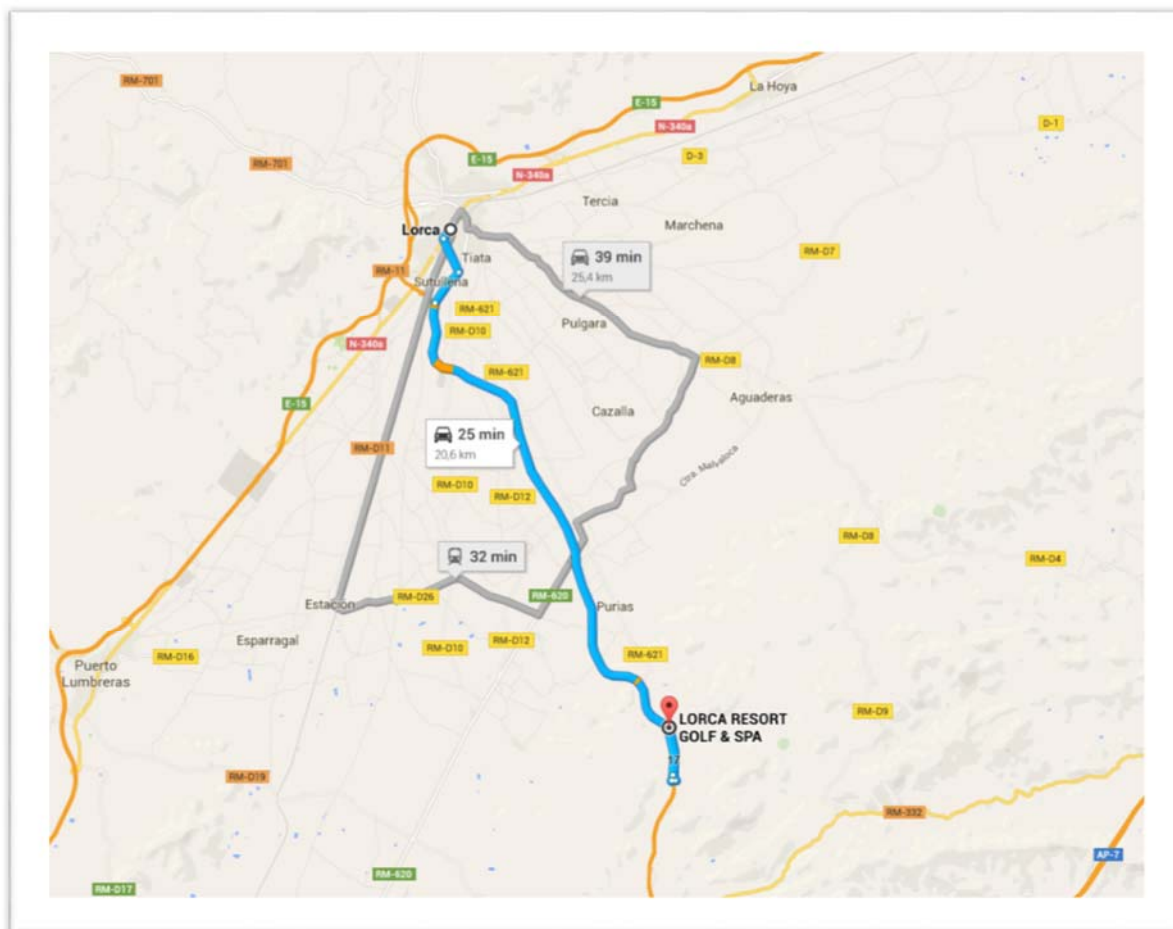 RM-701
La Hoya
E-15
N-340a
D-1
E-15
D-3
RM-701
N-340a
Tercia
Marchena
Lorca
RM-D7
Tiata
39 min
25,4 km
RM-11
Sutullena
RM-621
Pulgara
RM-D10
N-340a
RM-D8
RM-621
Aguaderas
E-15
Cazalla
25 min
20,6 km
RM-D11
Ctra. Malvaloca
RM-D10
RM-D12
RM-D8
32 min
RM-D4
RM-D26
RM-620
Estación
Purias
Esparragal
RM-D12
RM-D10
RM-D16
RM-621
Puerto
Lumbreras
RM-D9
LORCA RESORT
GOLF & SPA
17
RM-D19
RM-332
AP-7
RM-620
RM-D17